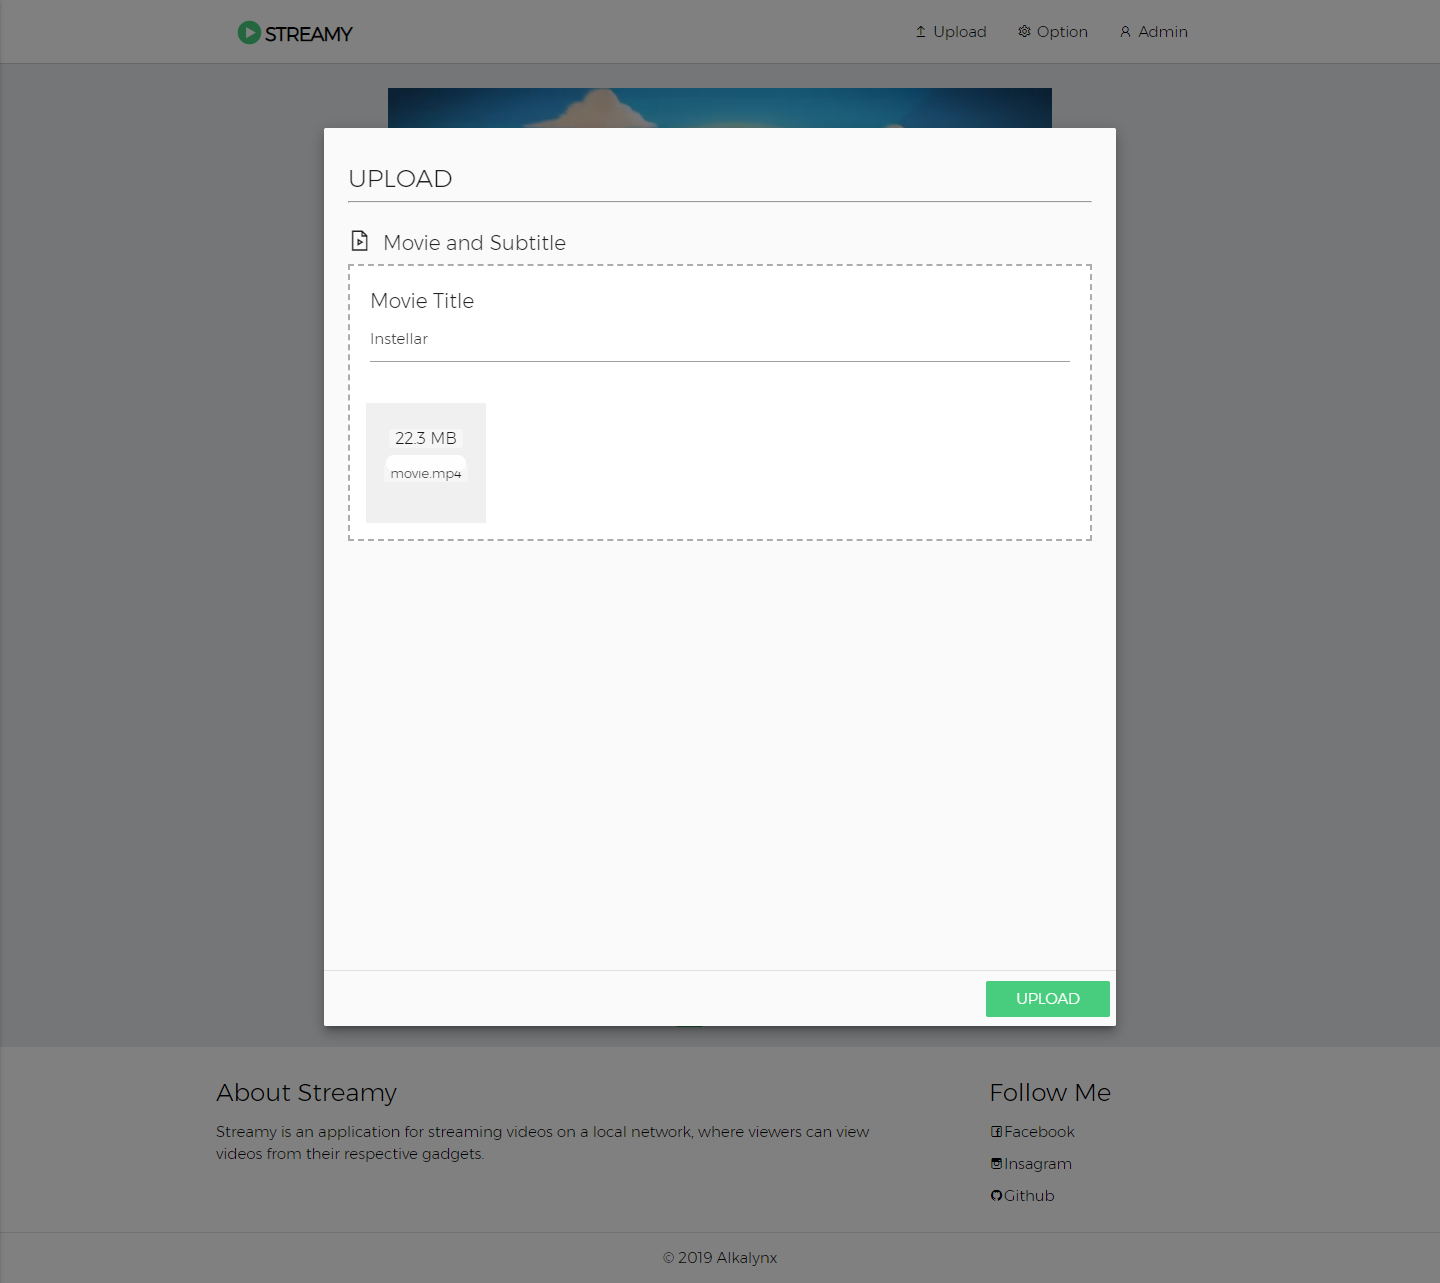 STREAMY
Upload
Option
Admin
UPLOAD
Movie and Subtitle
Movie Title
Instellar
22.3 MB
movie.mp4
UPLOAD
About Streamy
Streamy is an application for streaming videos on a local network, where viewers can view
videos from their respective gadgets.
Follow Me
Facebook
Insagram
Github
© 2019 Alkalynx